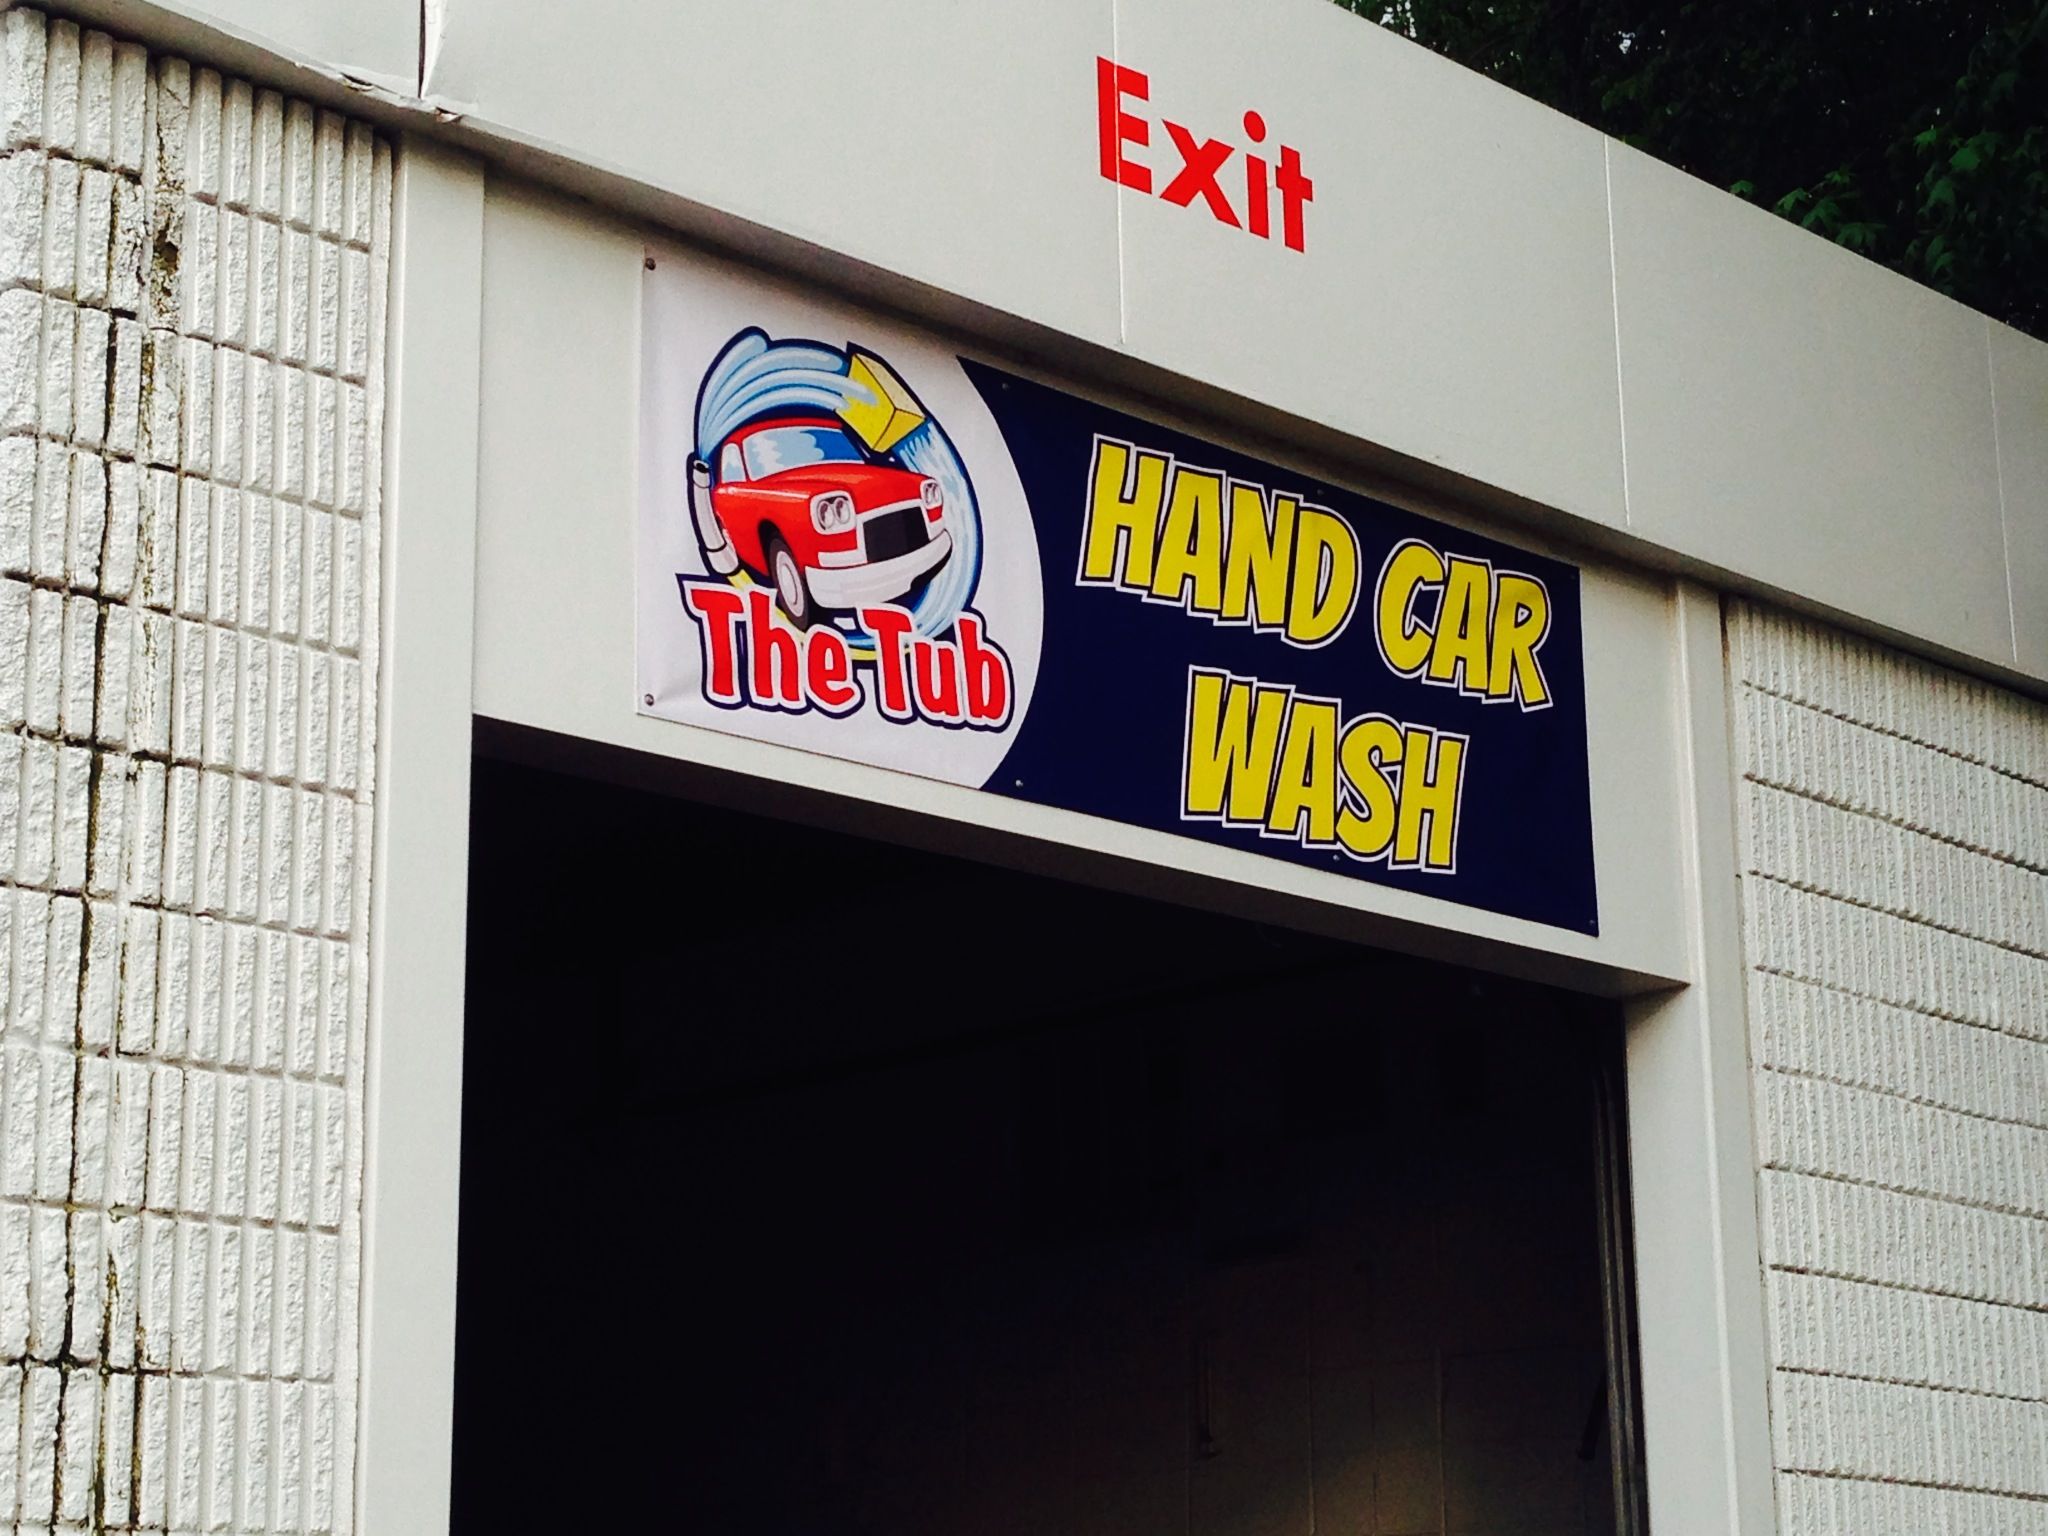 Exit
The Tub
HAND CAR
WASH